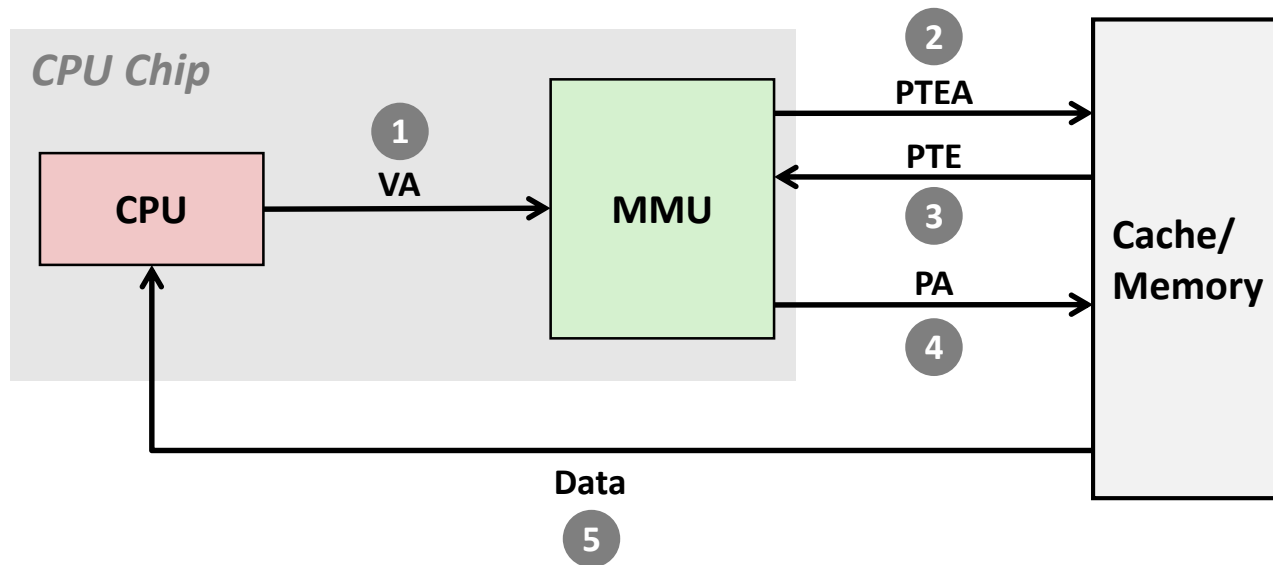 CPU Chip
1
VA
CPU
MMU
2
PTEA
PTE
3
PA
4
Cache/
Memory
Data
5